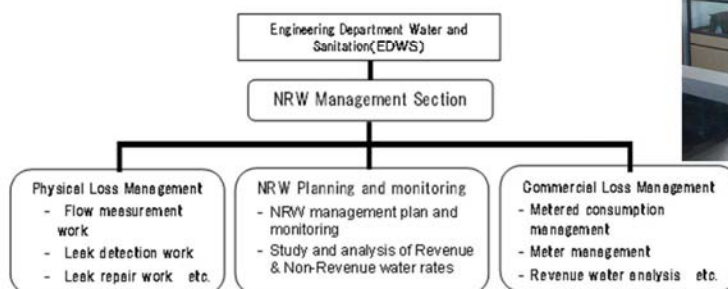 Engineering Department Water and
Sanitation(EDWS)
NRW Management Section
Physical Loss Management
- Flow measurement
work
- Leak detection work
- Leak repair work etc.
NRW Planning and monitoring
- NRW management plan and
monitoring
- Study and analysis of Revenue
& Non-Revenue water rates
Commercial Loss Management
- Metered consumption
management
- Meter management
- Revenue water analysis etc.